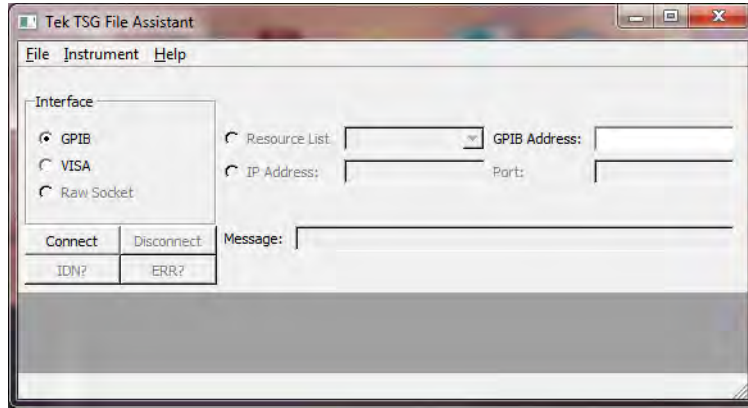 Tek TSG File Assistant
File Instrument Help
Interface
GPIB
VISA
Raw Socket
Resource List
GPIB Address:
IP Address:
Port:
Connect
Disconnect
Message:
IDN?
ERR?